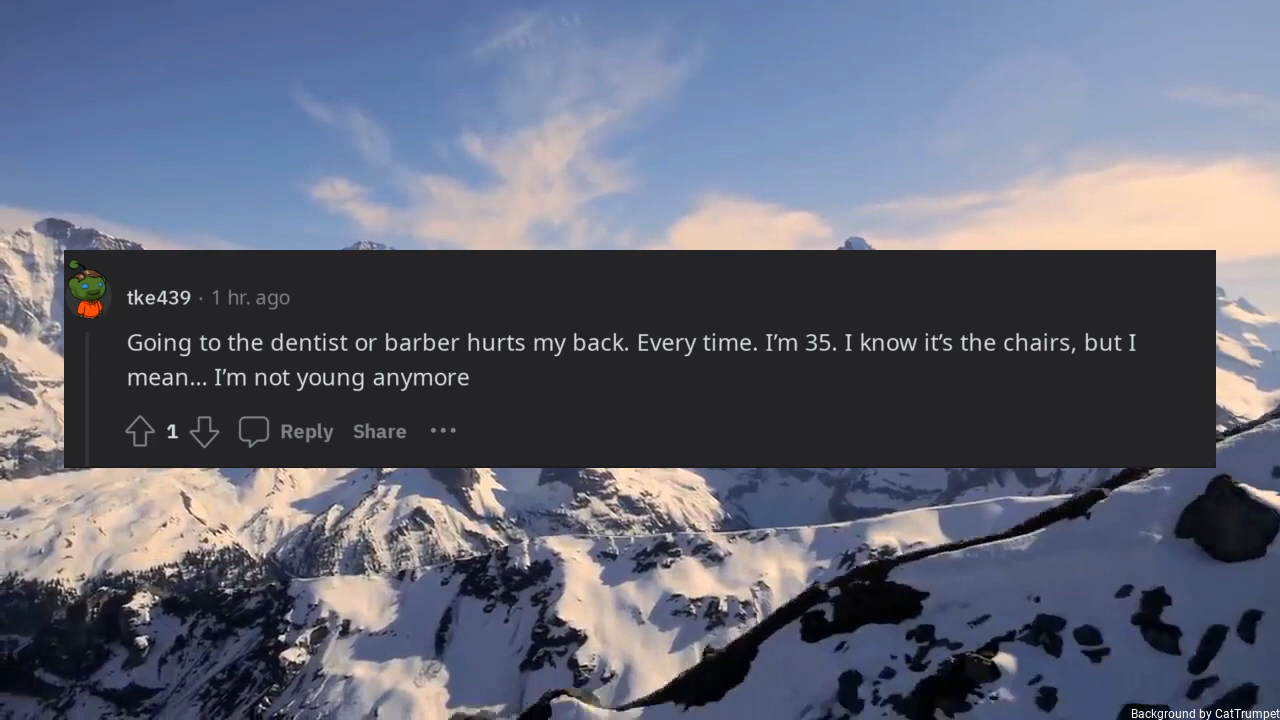 tke439 · 1 hr. ago
Going to the dentist or barber hurts my back. Every time. I’m 35. I know it’s the chairs, but I
mean... I’m not young anymore
1 Reply Share •••
Background by CatTrumpet